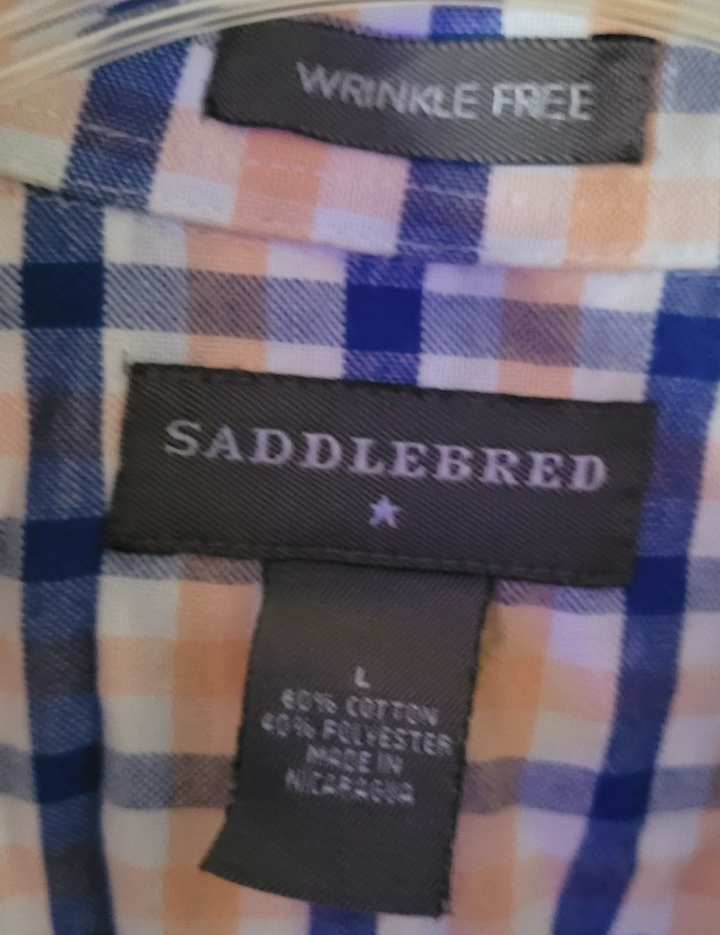 WRINKLE FREE
SADDLEBRED
L
60% COTTON
40% POLYESTER
MADE IN
NICARAGUA